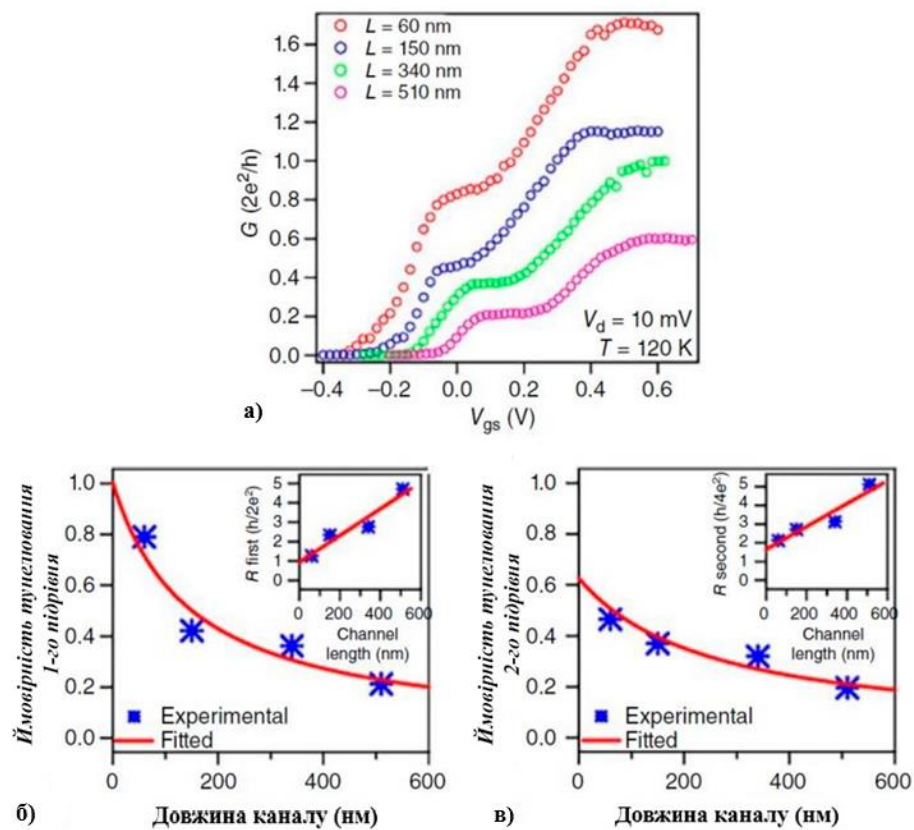 L = 60 nm
L = 150 nm
L = 340 nm
L = 510 nm
G (2e²/h)
1.6
1.4
1.2
1.0
0.8
0.6
0.4
0.2
0.0
V_d = 10 mV
T = 120 K
−0.4 −0.2 0.0 0.2 0.4 0.6
V_gs (V)
а)
Ймовірність тунелювання
1-го підрівня
1.0
0.8
0.6
0.4
0.2
0.0
R first (h/2e²)
5
4
3
2
1
0
0 200 400 600
Channel
length (nm)
Experimental
Fitted
0 200 400 600
Довжина каналу (нм)
б)
Ймовірність тунелювання
2-го підрівня
1.0
0.8
0.6
0.4
0.2
0.0
R second (h/4e²)
5
4
3
2
1
0
0 200 400 600
Channel
length (nm)
Experimental
Fitted
0 200 400 600
Довжина каналу (нм)
в)